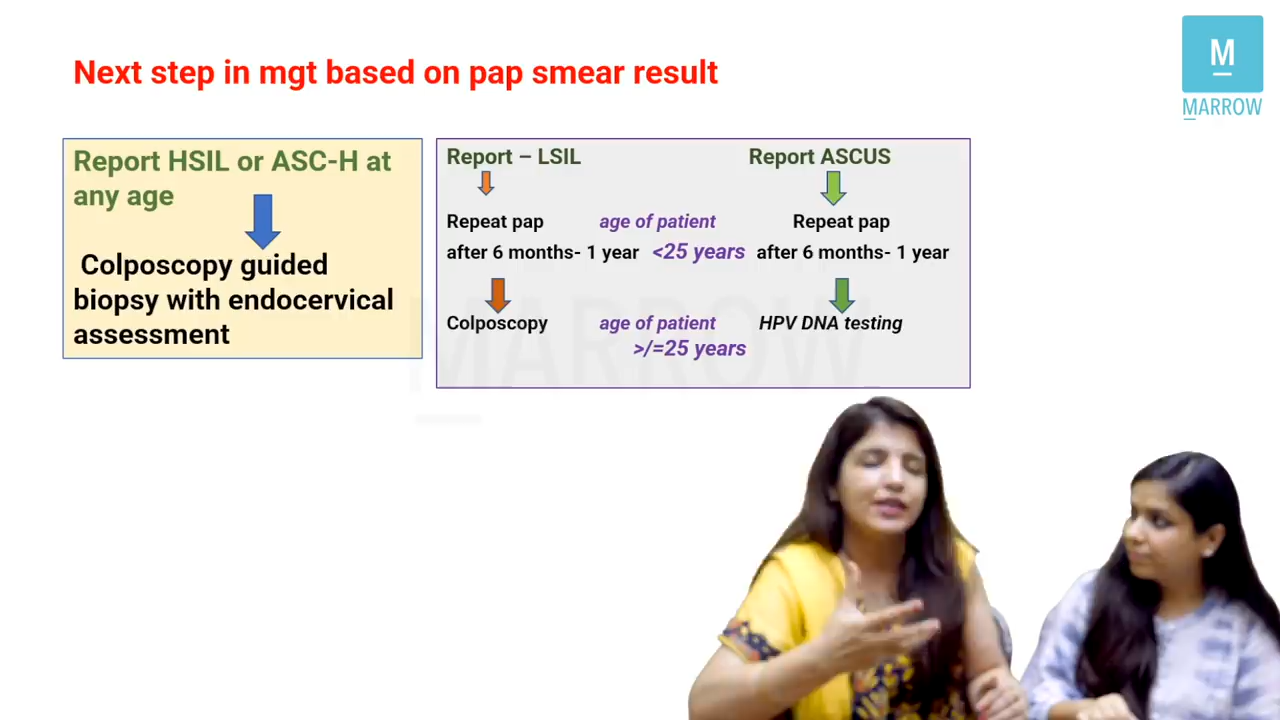 Next step in mgt based on pap smear result
M
MARROW
Report HSIL or ASC-H at
any age
Colposcopy guided
biopsy with endocervical
assessment
Report – LSIL Report ASCUS
Repeat pap age of patient Repeat pap
after 6 months- 1 year <25 years after 6 months- 1 year
Colposcopy age of patient HPV DNA testing
>/=25 years
MARROW